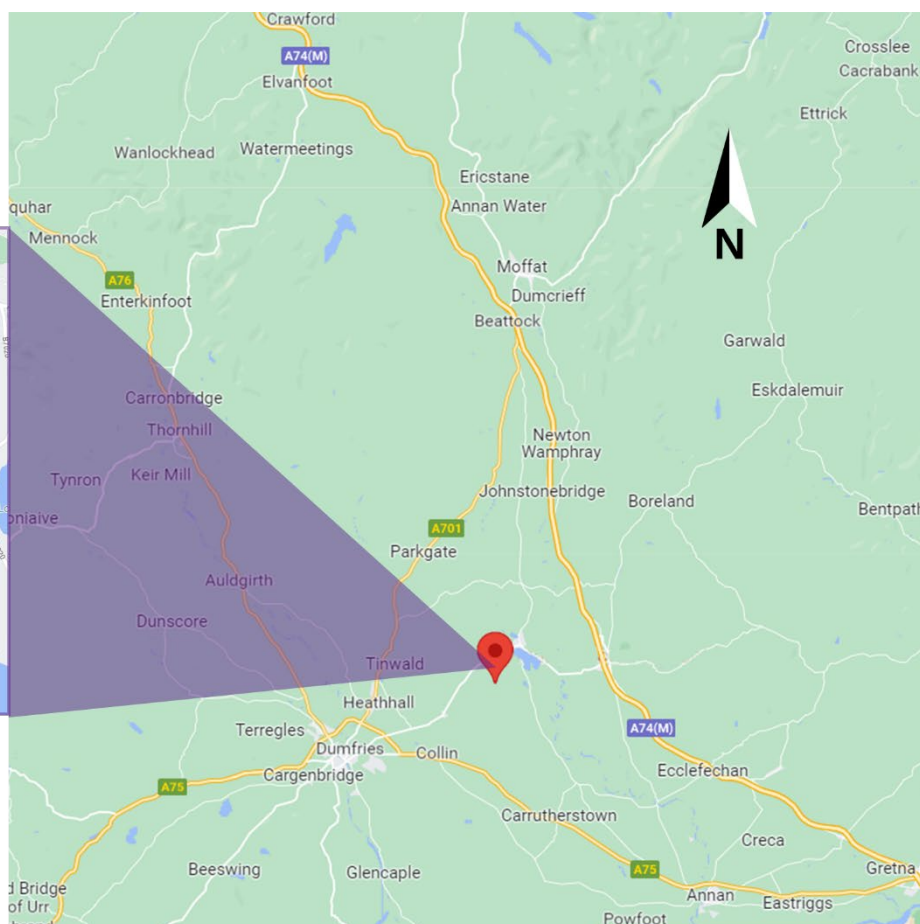 Crawford
A74(M)
Elvanfoot
Crosslee
Cacrabank
Ettrick
Wanlockhead
Watermeetings
Ericstane
Annan Water
quhar
Mennock
N
Moffat
A76
Enterkinfoot
Dumcrieff
Beattock
Garwald
Carronbridge
Eskdalemuir
Thornhill
Newton
Wamphray
Tynron
Keir Mill
Johnstonebridge
Boreland
oniaive
Bentpath
A701
Parkgate
Auldgirth
Dunscore
Tinwald
Heathhall
Terregles
A74(M)
Dumfries
Collin
Cargenbridge
Ecclefechan
A75
Carrutherstown
Creca
Beeswing
Glencaple
A75
Gretna
d Bridge
of Urr
Annan
Eastriggs
Powfoot